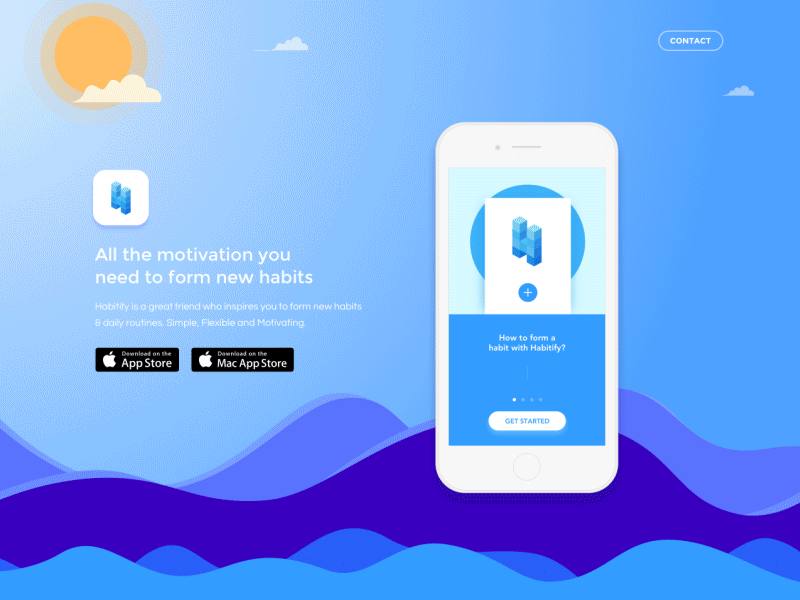 CONTACT
All the motivation you
need to form new habits
Habitify is a great friend who inspires you to form new habits
& daily routines. Simple, Flexible and Motivating.
Download on the
App Store
Download on the
Mac App Store
How to form a
habit with Habitify?
GET STARTED